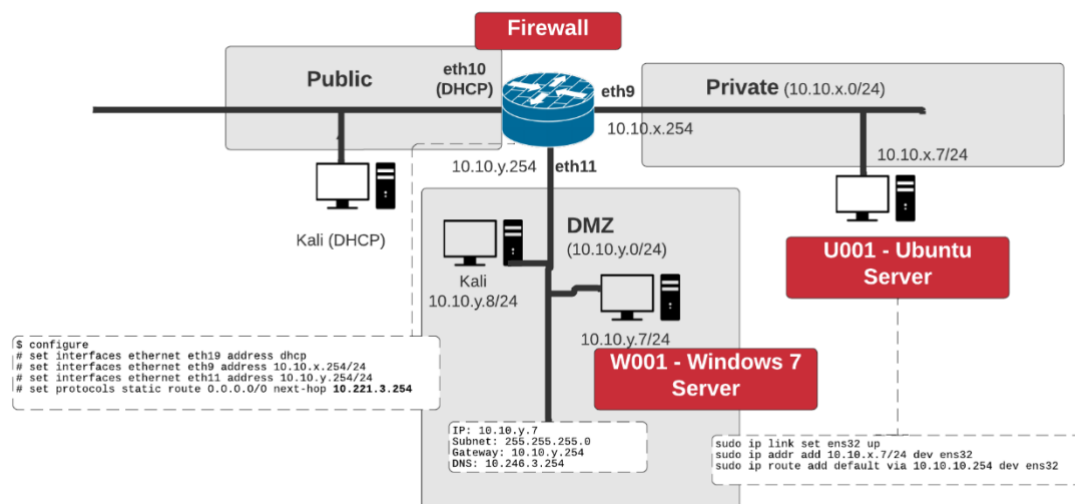 Firewall
Public
eth10
(DHCP)
eth9
Private (10.10.x.0/24)
10.10.x.254
10.10.x.7/24
10.10.y.254
eth11
Kali (DHCP)
DMZ
(10.10.y.0/24)
Kali
10.10.y.8/24
10.10.y.7/24
U001 - Ubuntu
Server
W001 - Windows 7
Server
$ configure
# set interfaces ethernet eth19 address dhcp
# set interfaces ethernet eth9 address 10.10.x.254/24
# set interfaces ethernet eth11 address 10.10.y.254/24
# set protocols static route 0.0.0.0/0 next-hop 10.221.3.254
IP: 10.10.y.7
Subnet: 255.255.255.0
Gateway: 10.10.y.254
DNS: 10.246.3.254
sudo ip link set ens32 up
sudo ip addr add 10.10.x.7/24 dev ens32
sudo ip route add default via 10.10.10.254 dev ens32